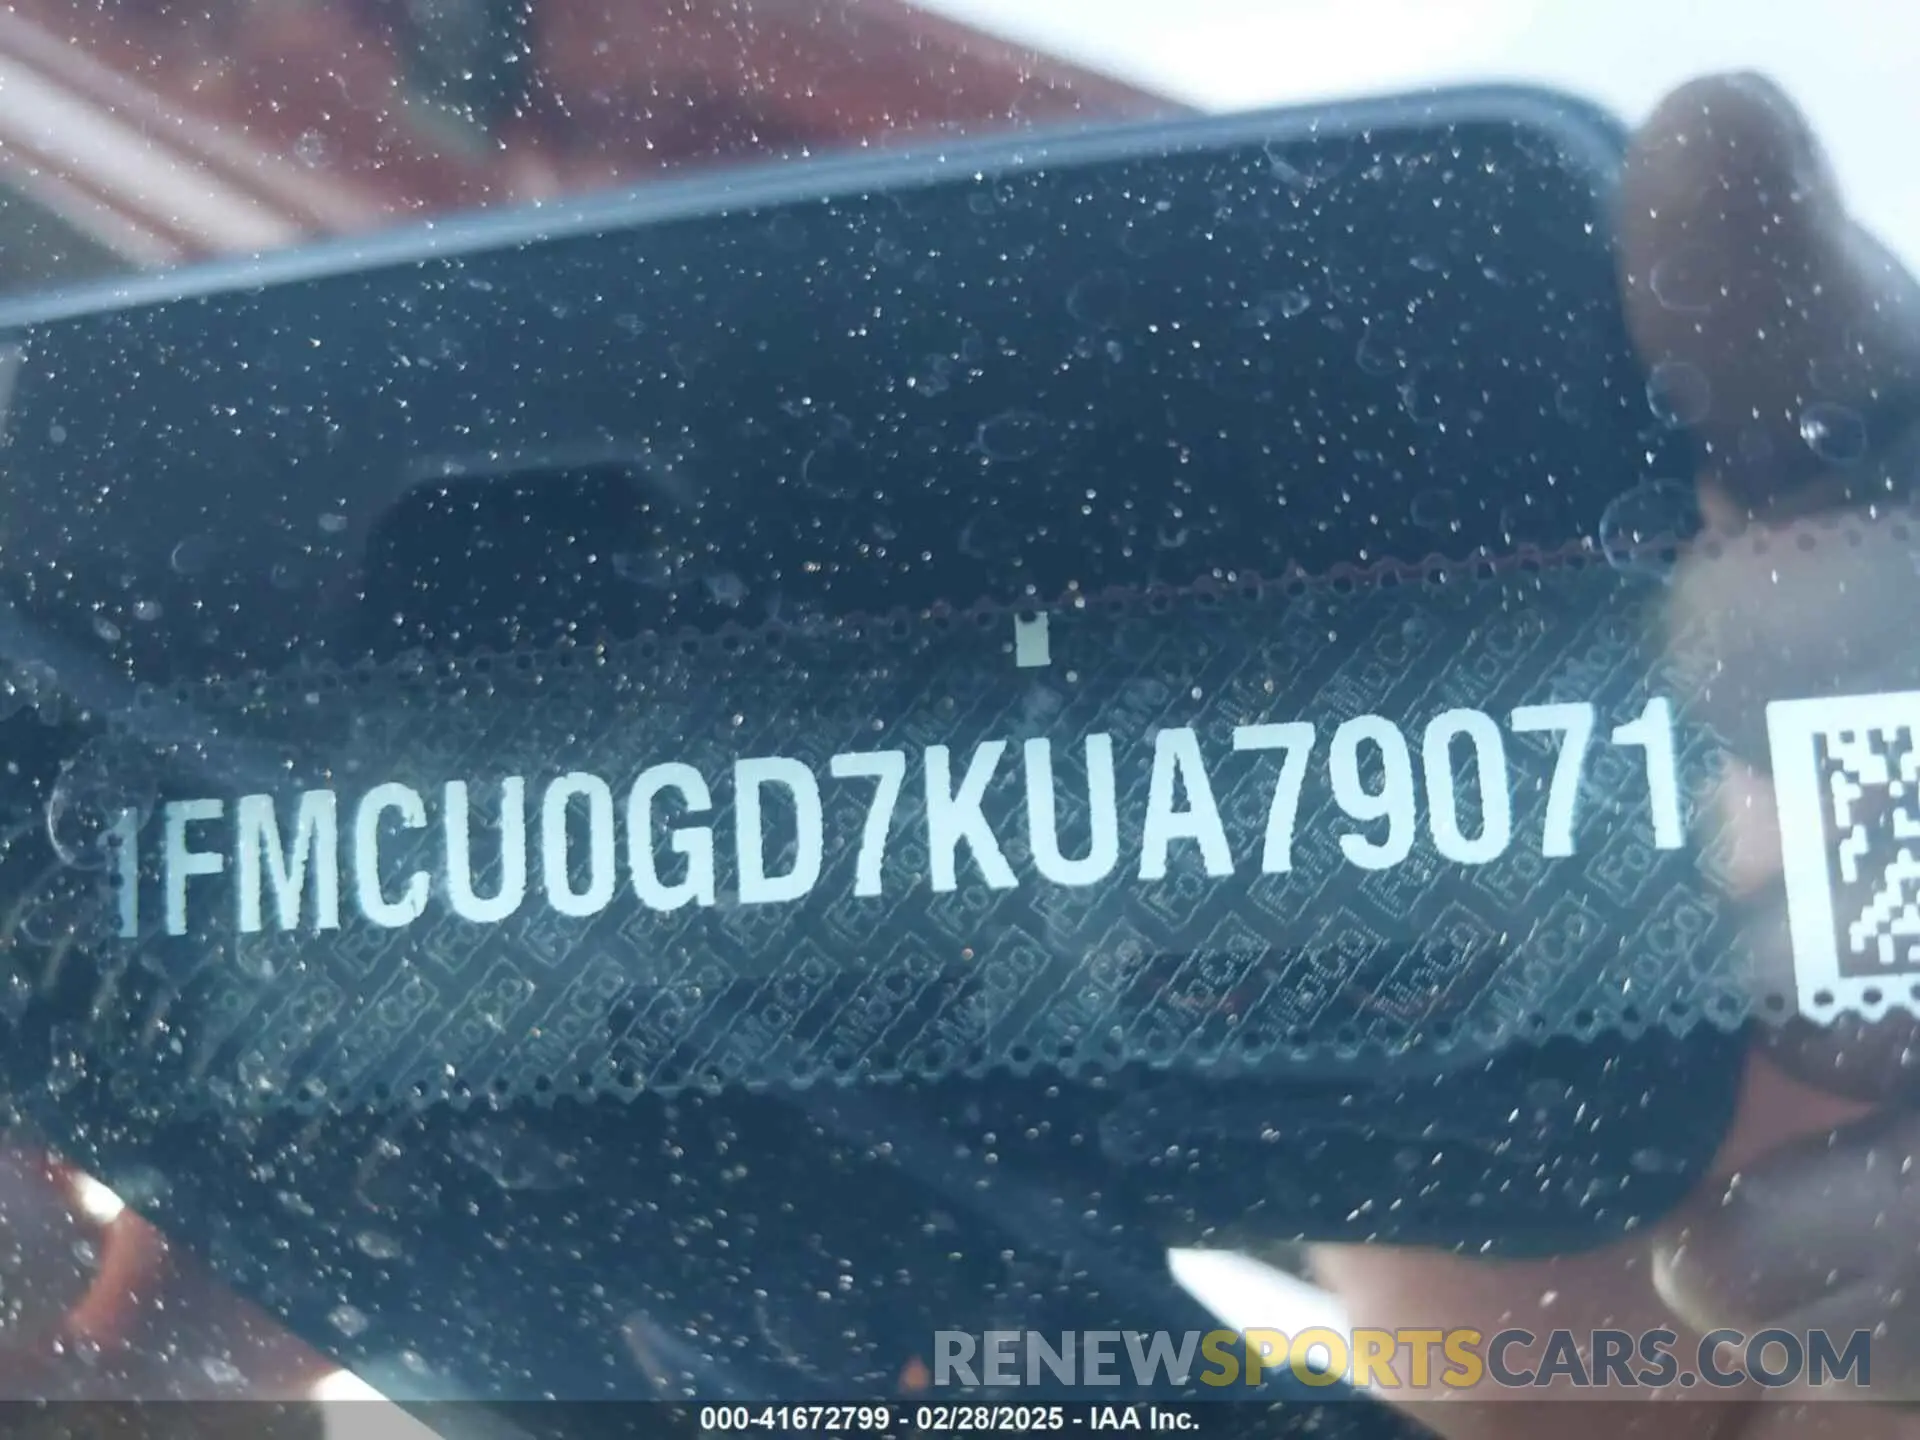 1FMCU0GD7KUA79071
RENEWSPORTSCARS.COM
000-41672799 - 02/28/2025 - IAA Inc.